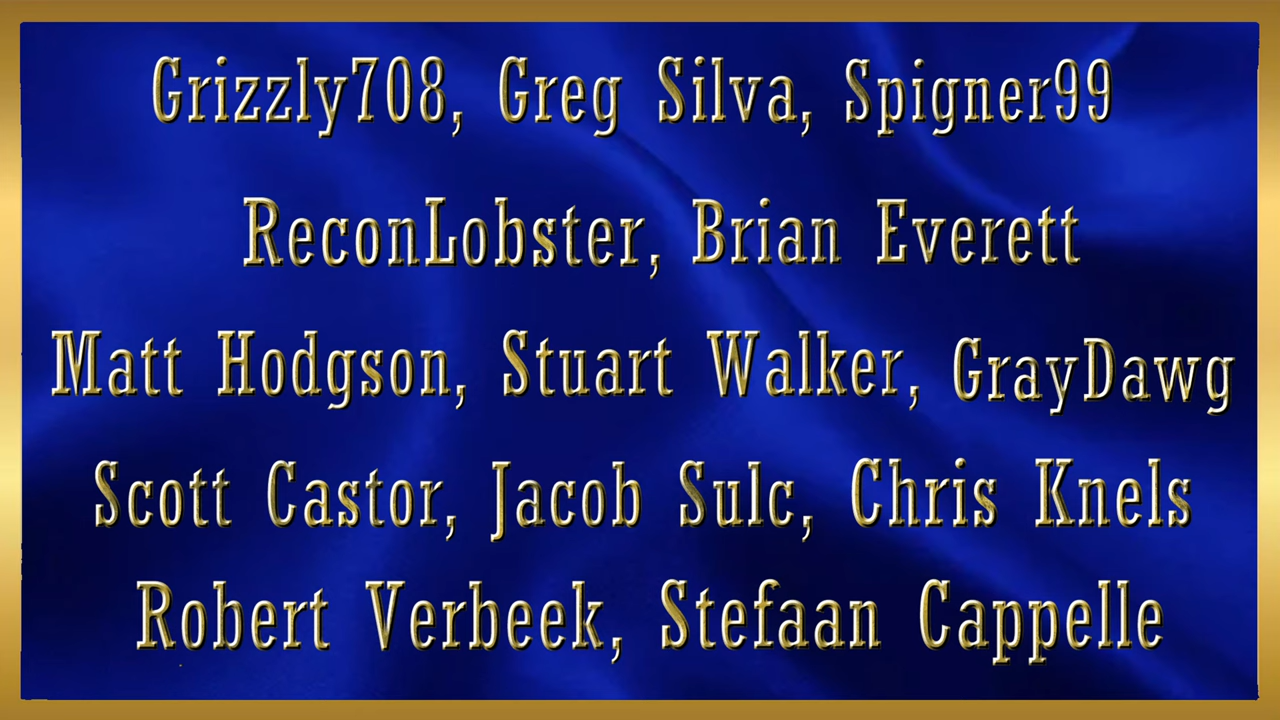 Grizzly708, Greg Silva, Spigner99
ReconLobster, Brian Everett
Matt Hodgson, Stuart Walker, GrayDawg
Scott Castor, Jacob Sulc, Chris Knels
Robert Verbeek, Stefaan Cappelle